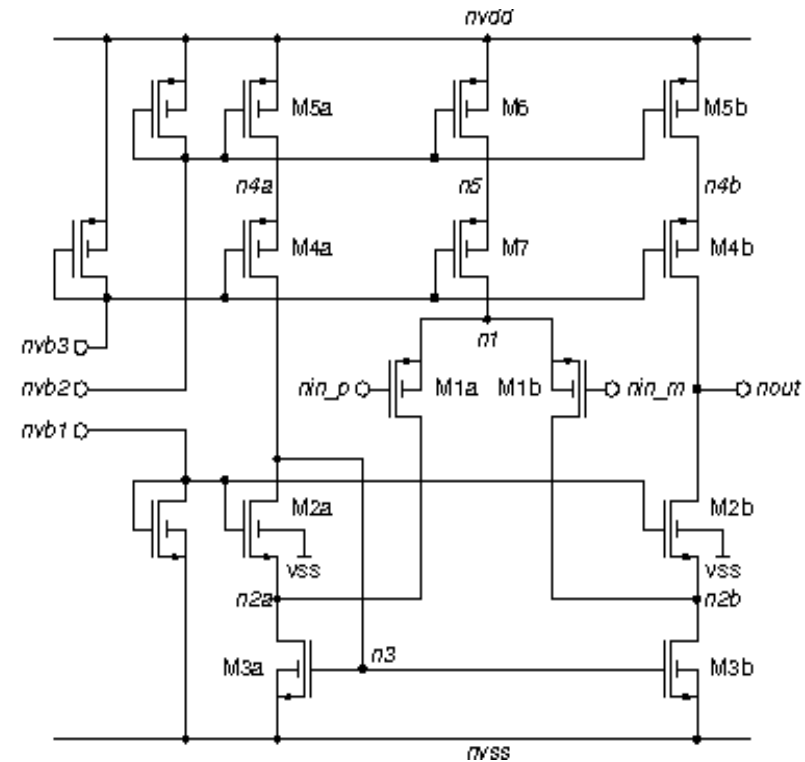 nvdd
M5a M6 M5b
n4a n5 n4b
M4a M7 M4b
nvb3 n1
nvb2 nin_p M1a M1b nin_m nout
nvb1
M2a M2b
vss vss
n2a n2b
M3a n3 M3b
nvss